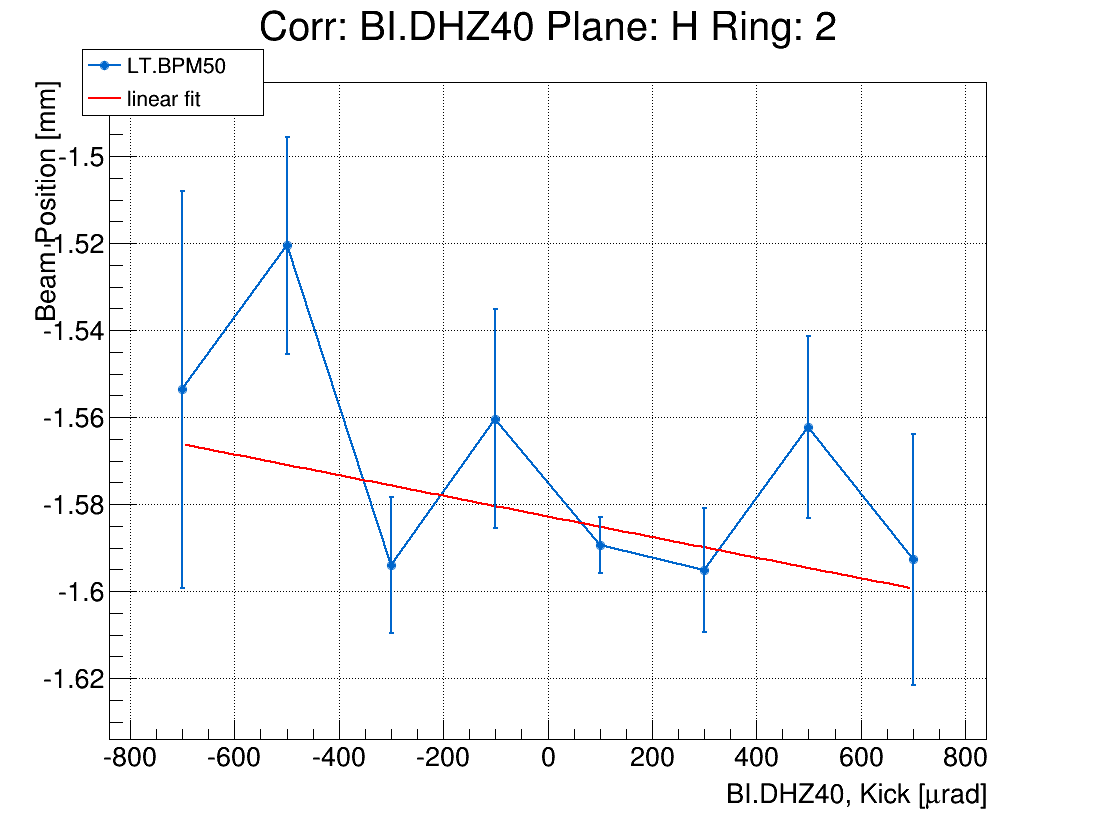 Corr: BI.DHZ40 Plane: H Ring: 2
LT.BPM50
linear fit
Beam Position [mm]
-1.5
-1.52
-1.54
-1.56
-1.58
-1.6
-1.62
-800 -600 -400 -200 0 200 400 600 800
BI.DHZ40, Kick [μrad]